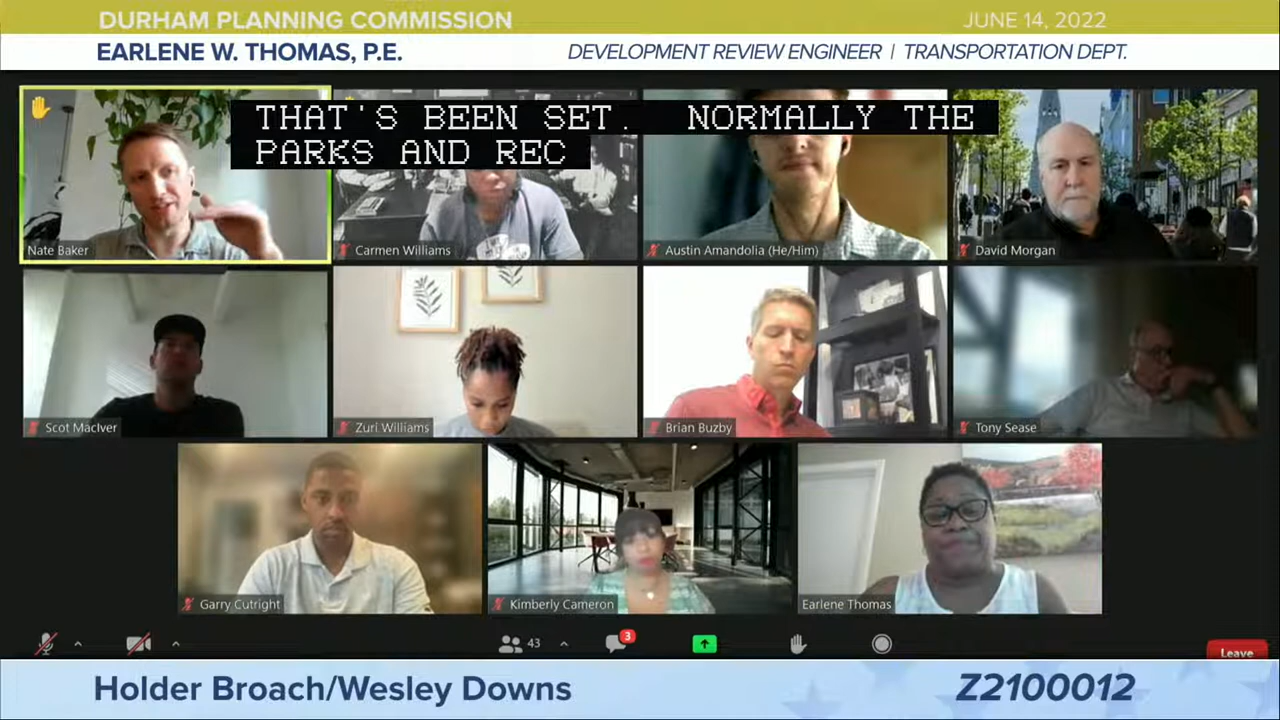 DURHAM PLANNING COMMISSION JUNE 14, 2022
EARLENE W. THOMAS, P.E. DEVELOPMENT REVIEW ENGINEER | TRANSPORTATION DEPT.
THAT'S BEEN SET. NORMALLY THE
PARKS AND REC
Nate Baker
Carmen Williams
Austin Amandolia (He/Him)
David Morgan
Scot MacIver
Zuri Williams
Brian Buzby
Tony Sease
Garry Cutright
Kimberly Cameron
Earlene Thomas
43
3
Leave
Holder Broach/Wesley Downs Z2100012